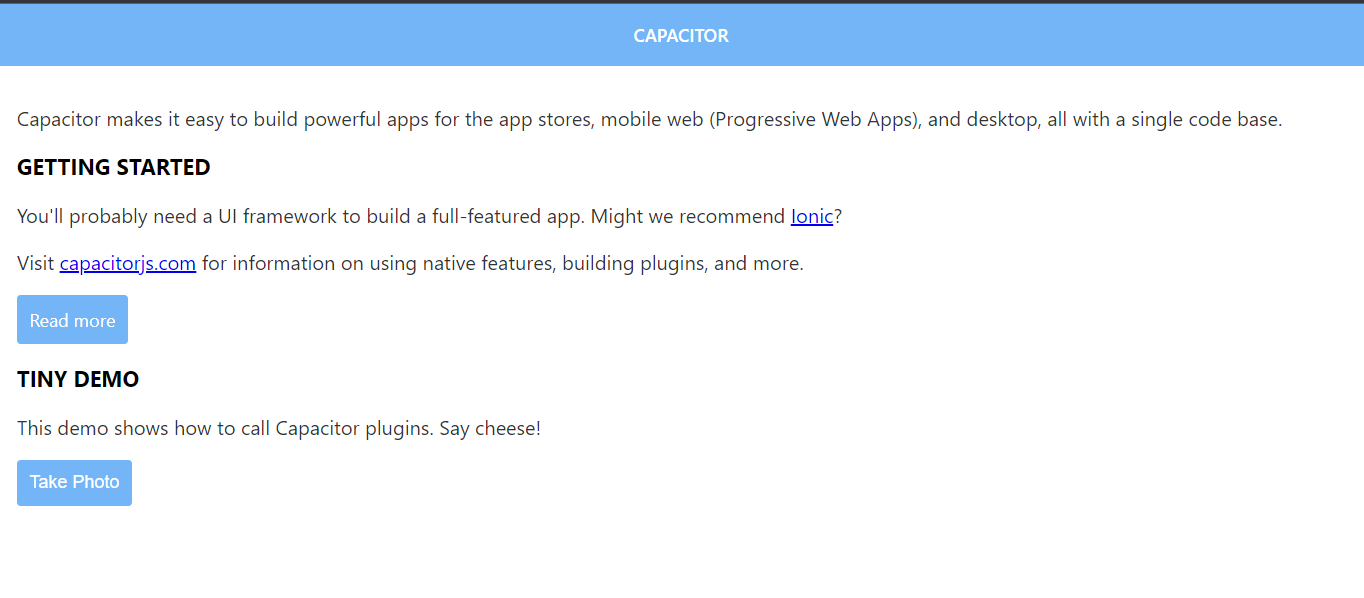 CAPACITOR
Capacitor makes it easy to build powerful apps for the app stores, mobile web (Progressive Web Apps), and desktop, all with a single code base.
GETTING STARTED
You'll probably need a UI framework to build a full-featured app. Might we recommend Ionic?
Visit capacitorjs.com for information on using native features, building plugins, and more.
Read more
TINY DEMO
This demo shows how to call Capacitor plugins. Say cheese!
Take Photo